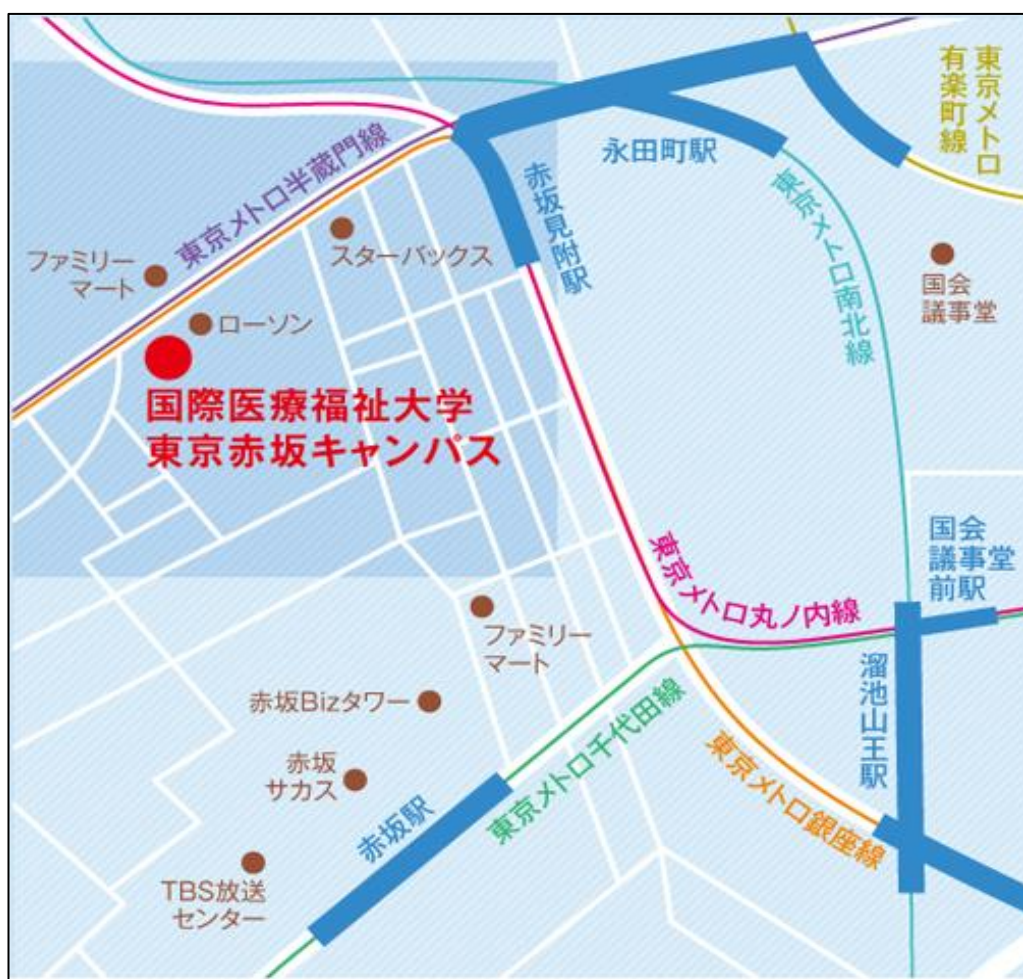 東京メトロ
有楽町線
永田町駅
東京メトロ半蔵門線
赤坂見附駅
東京メトロ南北線
スターバックス
ファミリー
マート
国会
議事堂
ローソン
国際医療福祉大学
東京赤坂キャンパス
国会
議事堂
前駅
東京メトロ丸ノ内線
ファミリー
マート
溜池山王駅
赤坂Bizタワー
東京メトロ千代田線
東京メトロ銀座線
赤坂
サカス
赤坂駅
TBS放送
センター